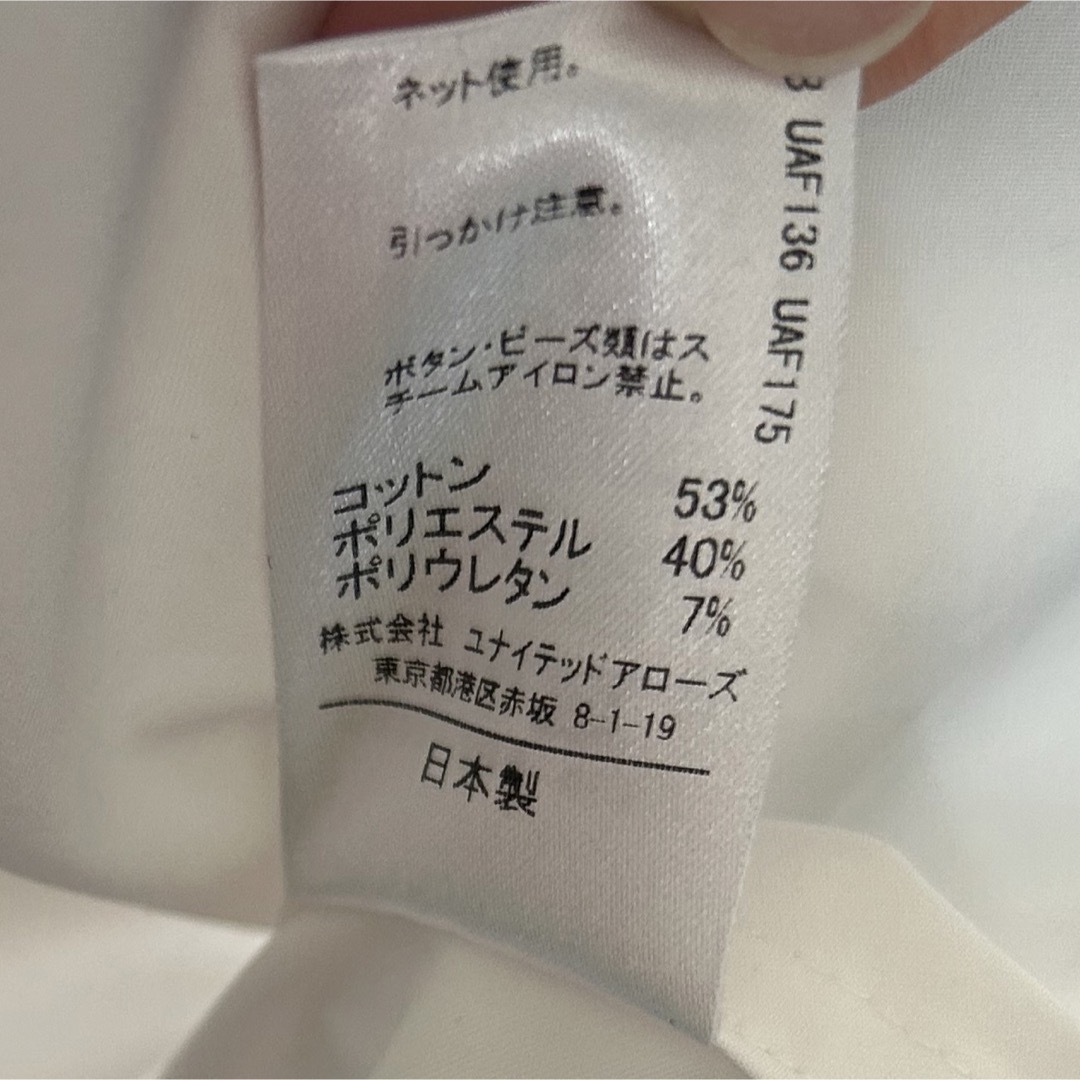 ネット使用。
引っかけ注意。
ボタン・ビーズ類はス
チームアイロン禁止。
コットン 53%
ポリエステル 40%
ポリウレタン 7%
株式会社 ユナイテッドアローズ
東京都港区赤坂 8-1-19
日本製
3 UAF136 UAF175